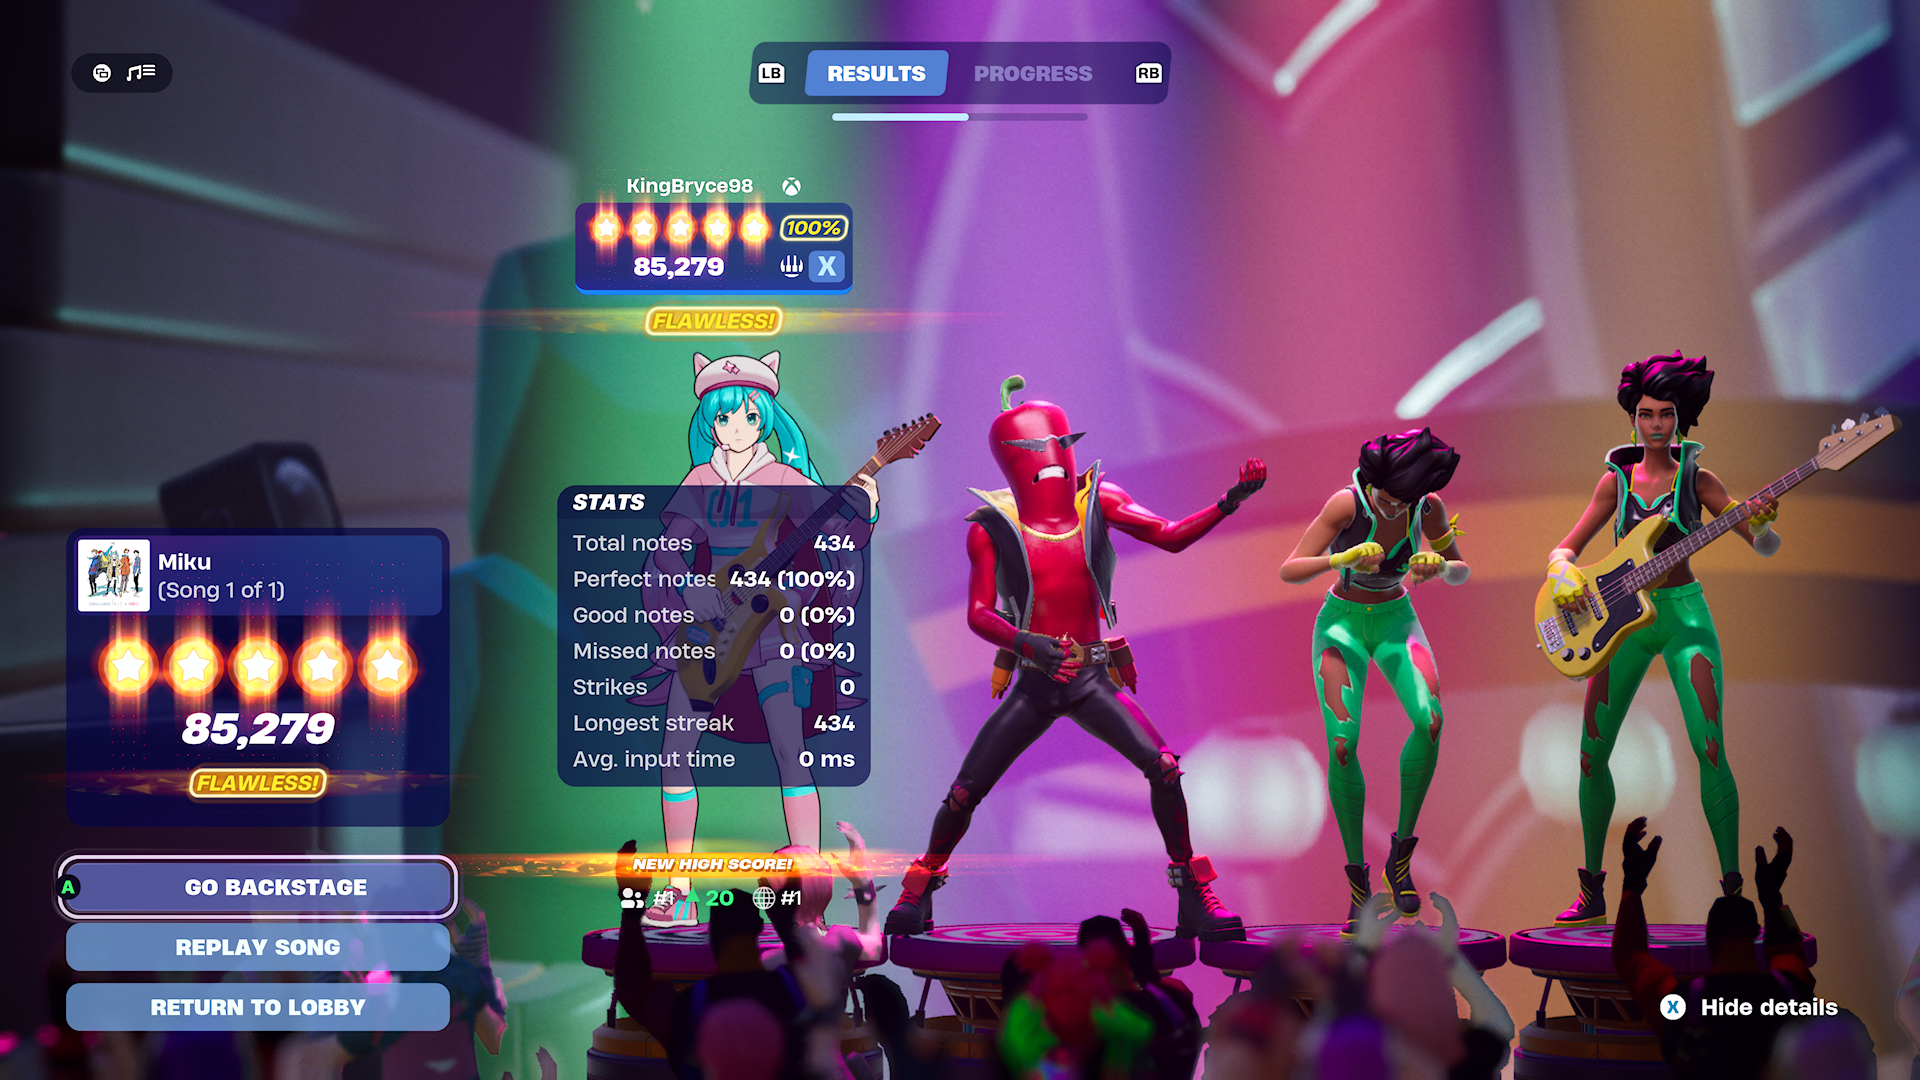 LB RESULTS PROGRESS RB
KingBryce98
100%
85,279
X
FLAWLESS!
01
STATS
Total notes 434
Perfect notes 434 (100%)
Good notes 0 (0%)
Missed notes 0 (0%)
Strikes 0
Longest streak 434
Avg. input time 0 ms
NEW HIGH SCORE!
#1 20 #1
Miku
(Song 1 of 1)
85,279
FLAWLESS!
A GO BACKSTAGE
REPLAY SONG
RETURN TO LOBBY
X Hide details